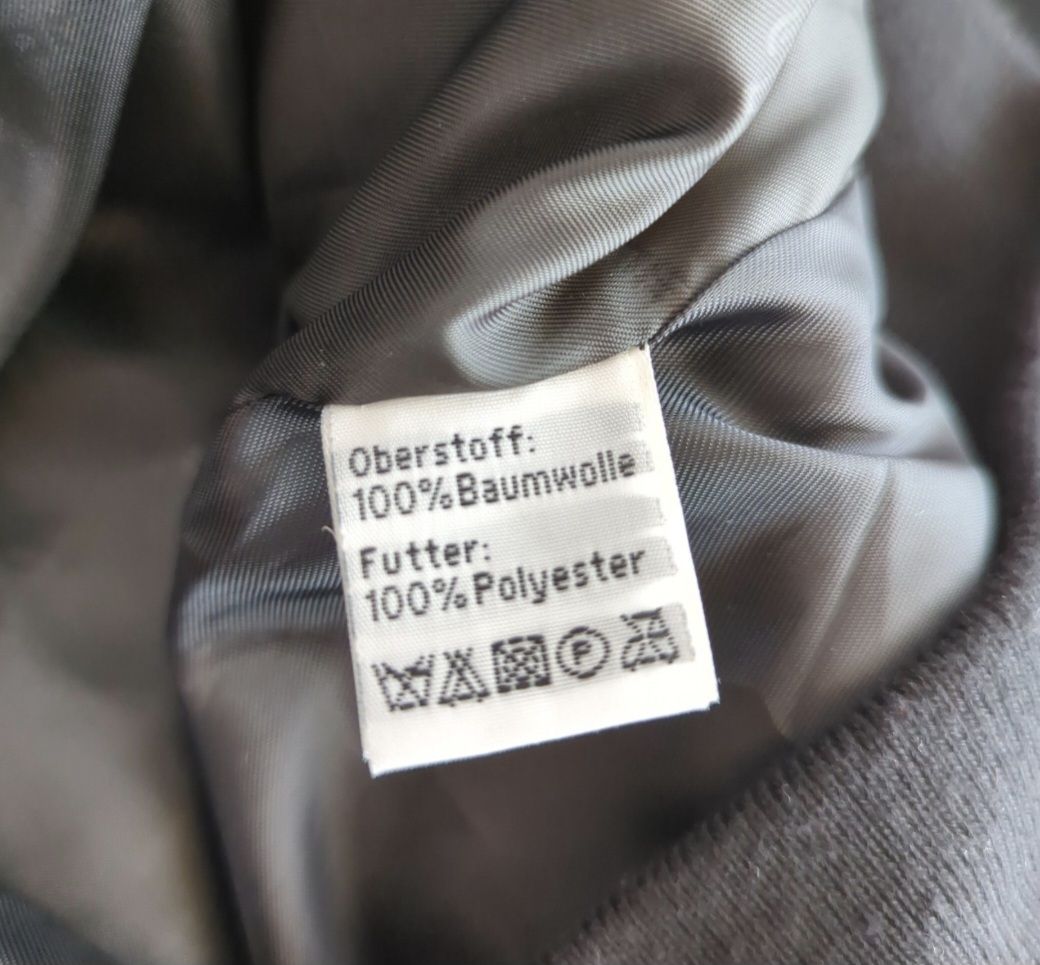 Oberstoff:
100%Baumwolle
Futter:
100%Polyester
P